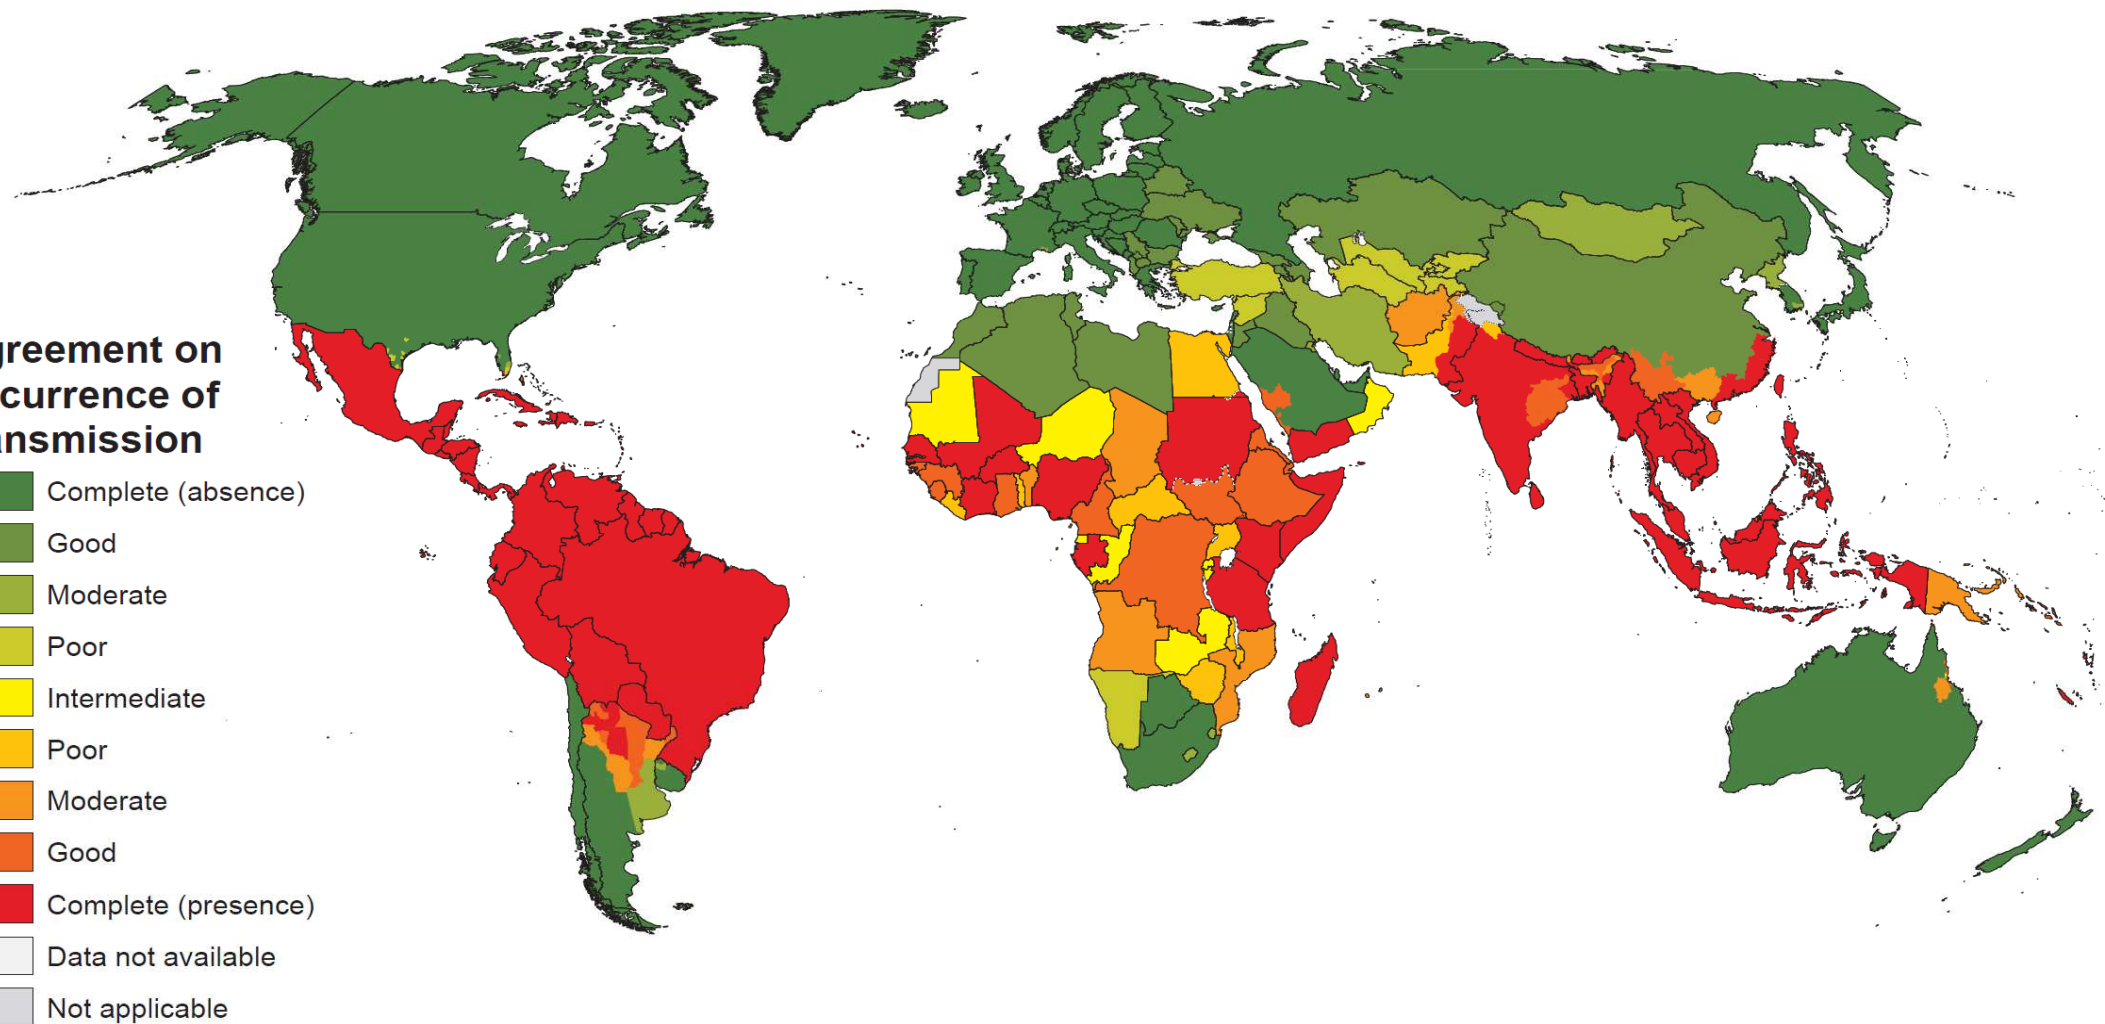 greement on
currence of
ansmission
Complete (absence)
Good
Moderate
Poor
Intermediate
Poor
Moderate
Good
Complete (presence)
Data not available
Not applicable